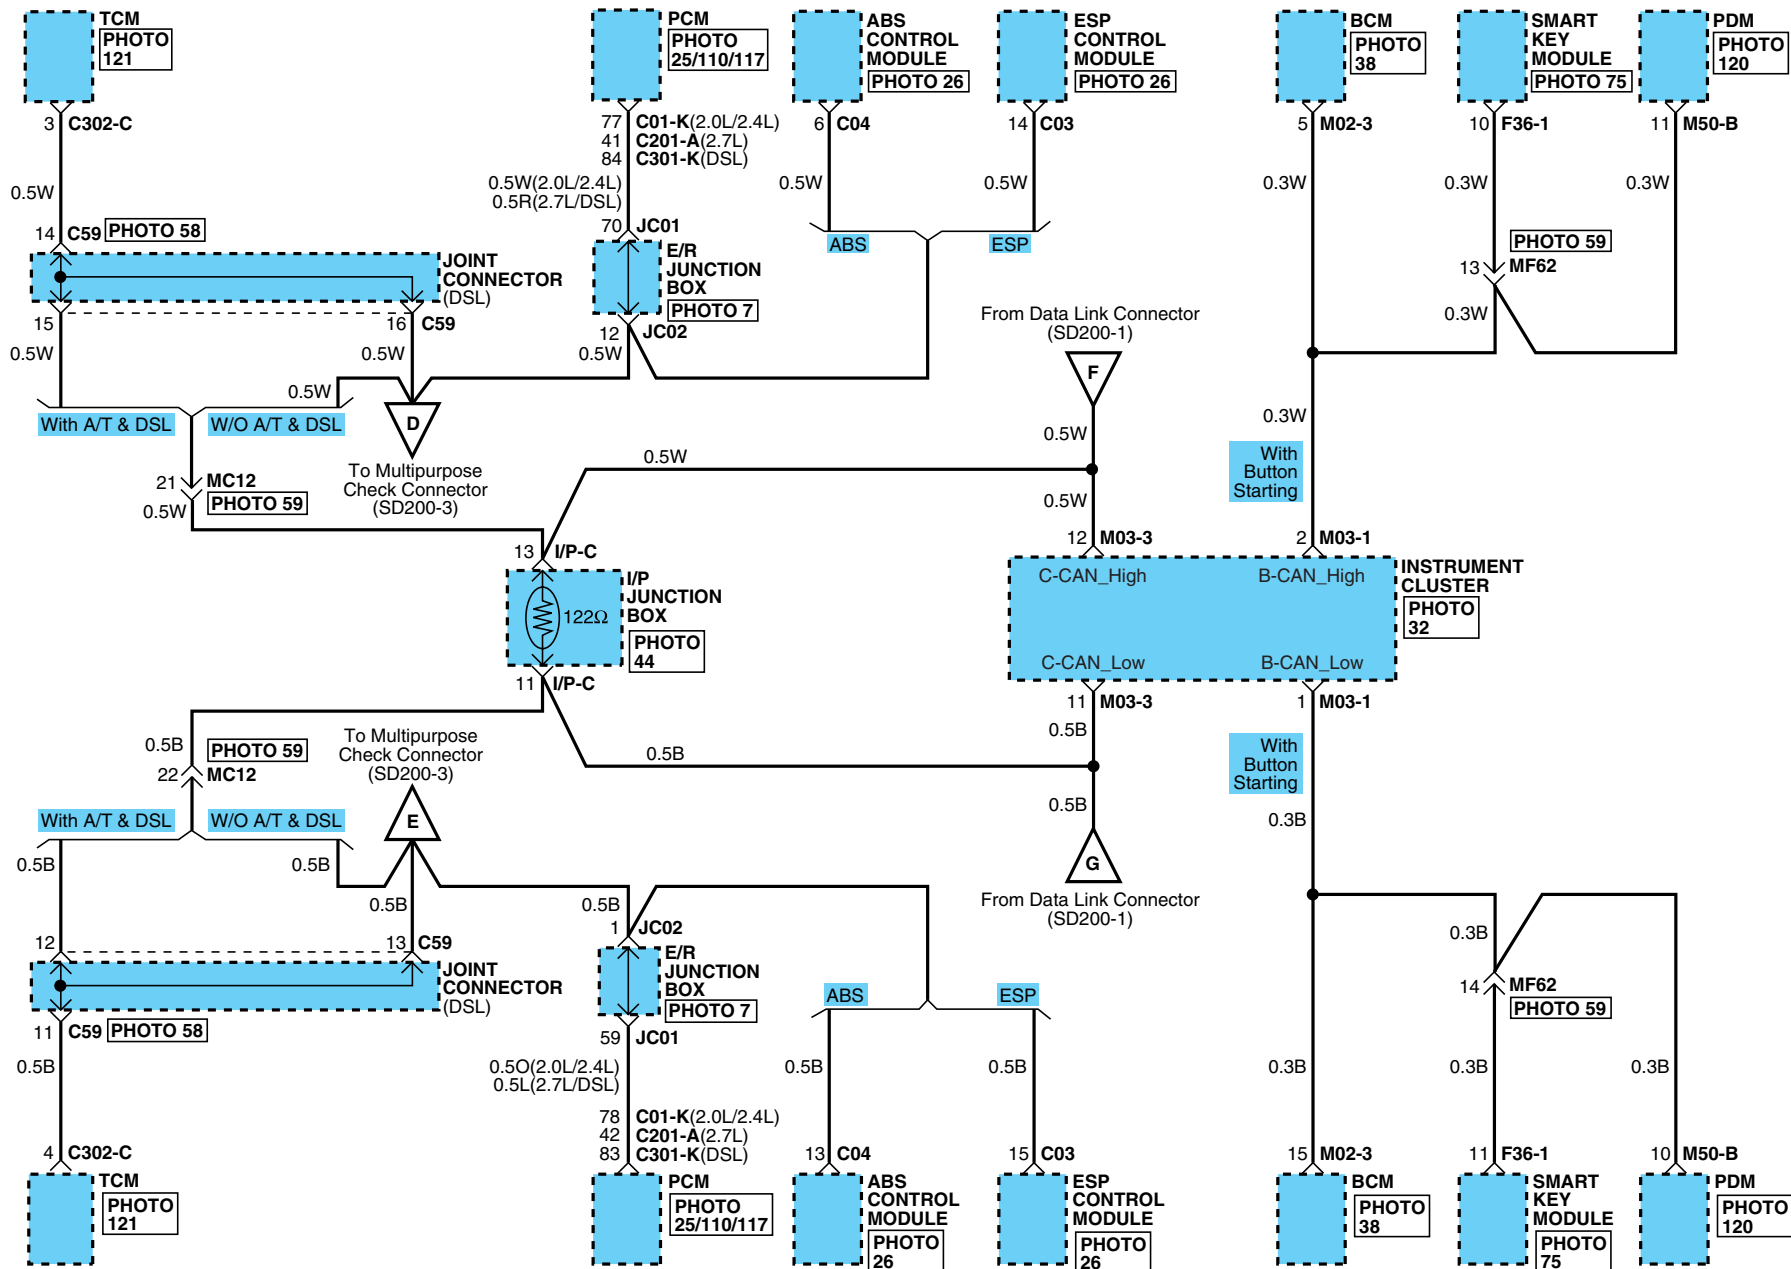 TCM
PHOTO
121
PCM
PHOTO
25/110/117
ABS
CONTROL
MODULE
PHOTO 26
ESP
CONTROL
MODULE
PHOTO 26
BCM
PHOTO
38
SMART
KEY
MODULE
PHOTO 75
PDM
PHOTO
120
3 C302-C
77 C01-K(2.0L/2.4L)
41 C201-A(2.7L)
84 C301-K(DSL)
6 C04
14 C03
5 M02-3
10 F36-1
11 M50-B
0.5W
0.5W(2.0L/2.4L)
0.5R(2.7L/DSL)
0.5W
0.5W
0.3W
0.3W
0.3W
14 C59 PHOTO 58
70 JC01
ABS
ESP
PHOTO 59
13 MF62
JOINT
CONNECTOR
(DSL)
E/R
JUNCTION
BOX
PHOTO 7
15
16 C59
12 JC02
From Data Link Connector
(SD200-1)
0.3W
0.5W
0.5W
0.5W
0.5W
F
With A/T & DSL
W/O A/T & DSL
D
0.5W
0.3W
To Multipurpose
Check Connector
(SD200-3)
0.5W
With
Button
Starting
21 MC12
PHOTO 59
0.5W
0.5W
13 I/P-C
12 M03-3
2 M03-1
I/P
JUNCTION
BOX
PHOTO
44
122Ω
C-CAN_High
B-CAN_High
INSTRUMENT
CLUSTER
PHOTO
32
C-CAN_Low
B-CAN_Low
11 I/P-C
11 M03-3
1 M03-1
0.5B
PHOTO 59
22 MC12
To Multipurpose
Check Connector
(SD200-3)
0.5B
0.5B
With
Button
Starting
With A/T & DSL
W/O A/T & DSL
E
0.5B
0.3B
0.5B
0.5B
G
From Data Link Connector
(SD200-1)
0.5B
0.5B
0.3B
12
13 C59
1 JC02
JOINT
CONNECTOR
(DSL)
E/R
JUNCTION
BOX
PHOTO 7
ABS
ESP
14 MF62
PHOTO 59
11 C59 PHOTO 58
59 JC01
0.5B
0.5O(2.0L/2.4L)
0.5L(2.7L/DSL)
0.5B
0.5B
0.3B
0.3B
0.3B
78 C01-K(2.0L/2.4L)
42 C201-A(2.7L)
83 C301-K(DSL)
4 C302-C
13 C04
15 C03
15 M02-3
11 F36-1
10 M50-B
TCM
PHOTO
121
PCM
PHOTO
25/110/117
ABS
CONTROL
MODULE
PHOTO
26
ESP
CONTROL
MODULE
PHOTO
26
BCM
PHOTO
38
SMART
KEY
MODULE
PHOTO
75
PDM
PHOTO
120